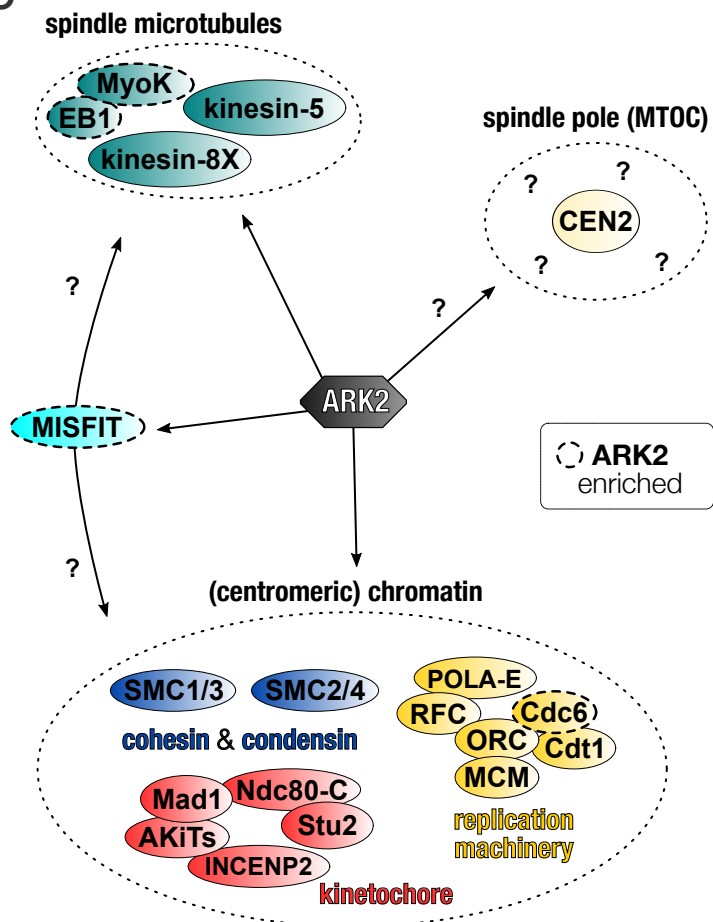 spindle microtubules
MyoK
EB1
kinesin-5
kinesin-8X
spindle pole (MTOC)
?
?
CEN2
?
?
?
?
ARK2
MISFIT
ARK2
enriched
?
(centromeric) chromatin
SMC1/3
SMC2/4
cohesin & condensin
POLA-E
RFC
Cdc6
ORC
Cdt1
MCM
replication
machinery
Mad1
Ndc80-C
Stu2
AKiTs
INCENP2
kinetochore